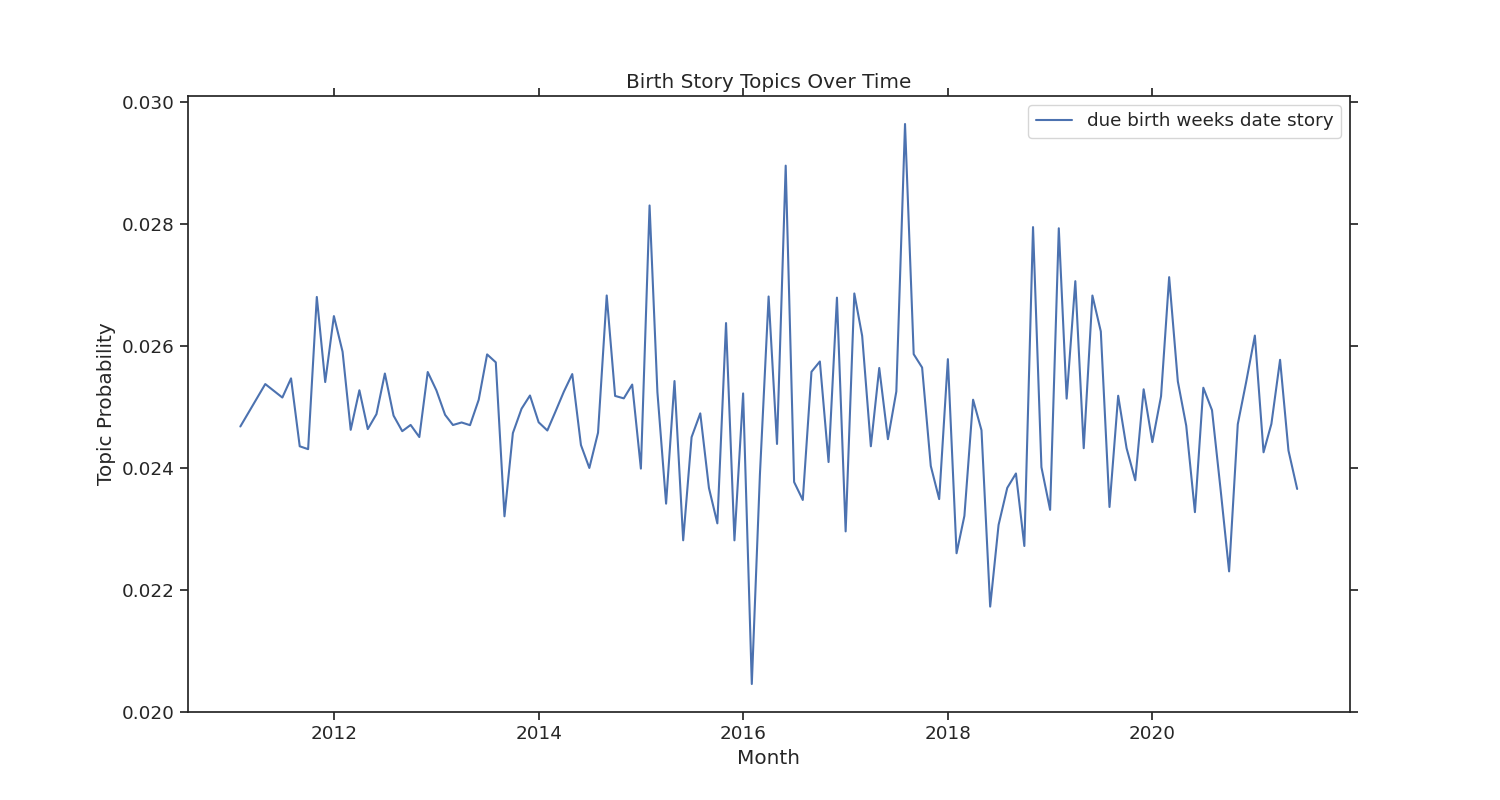 Birth Story Topics Over Time
due birth weeks date story
Topic Probability
0.030
0.028
0.026
0.024
0.022
0.020
2012 2014 2016 2018 2020
Month